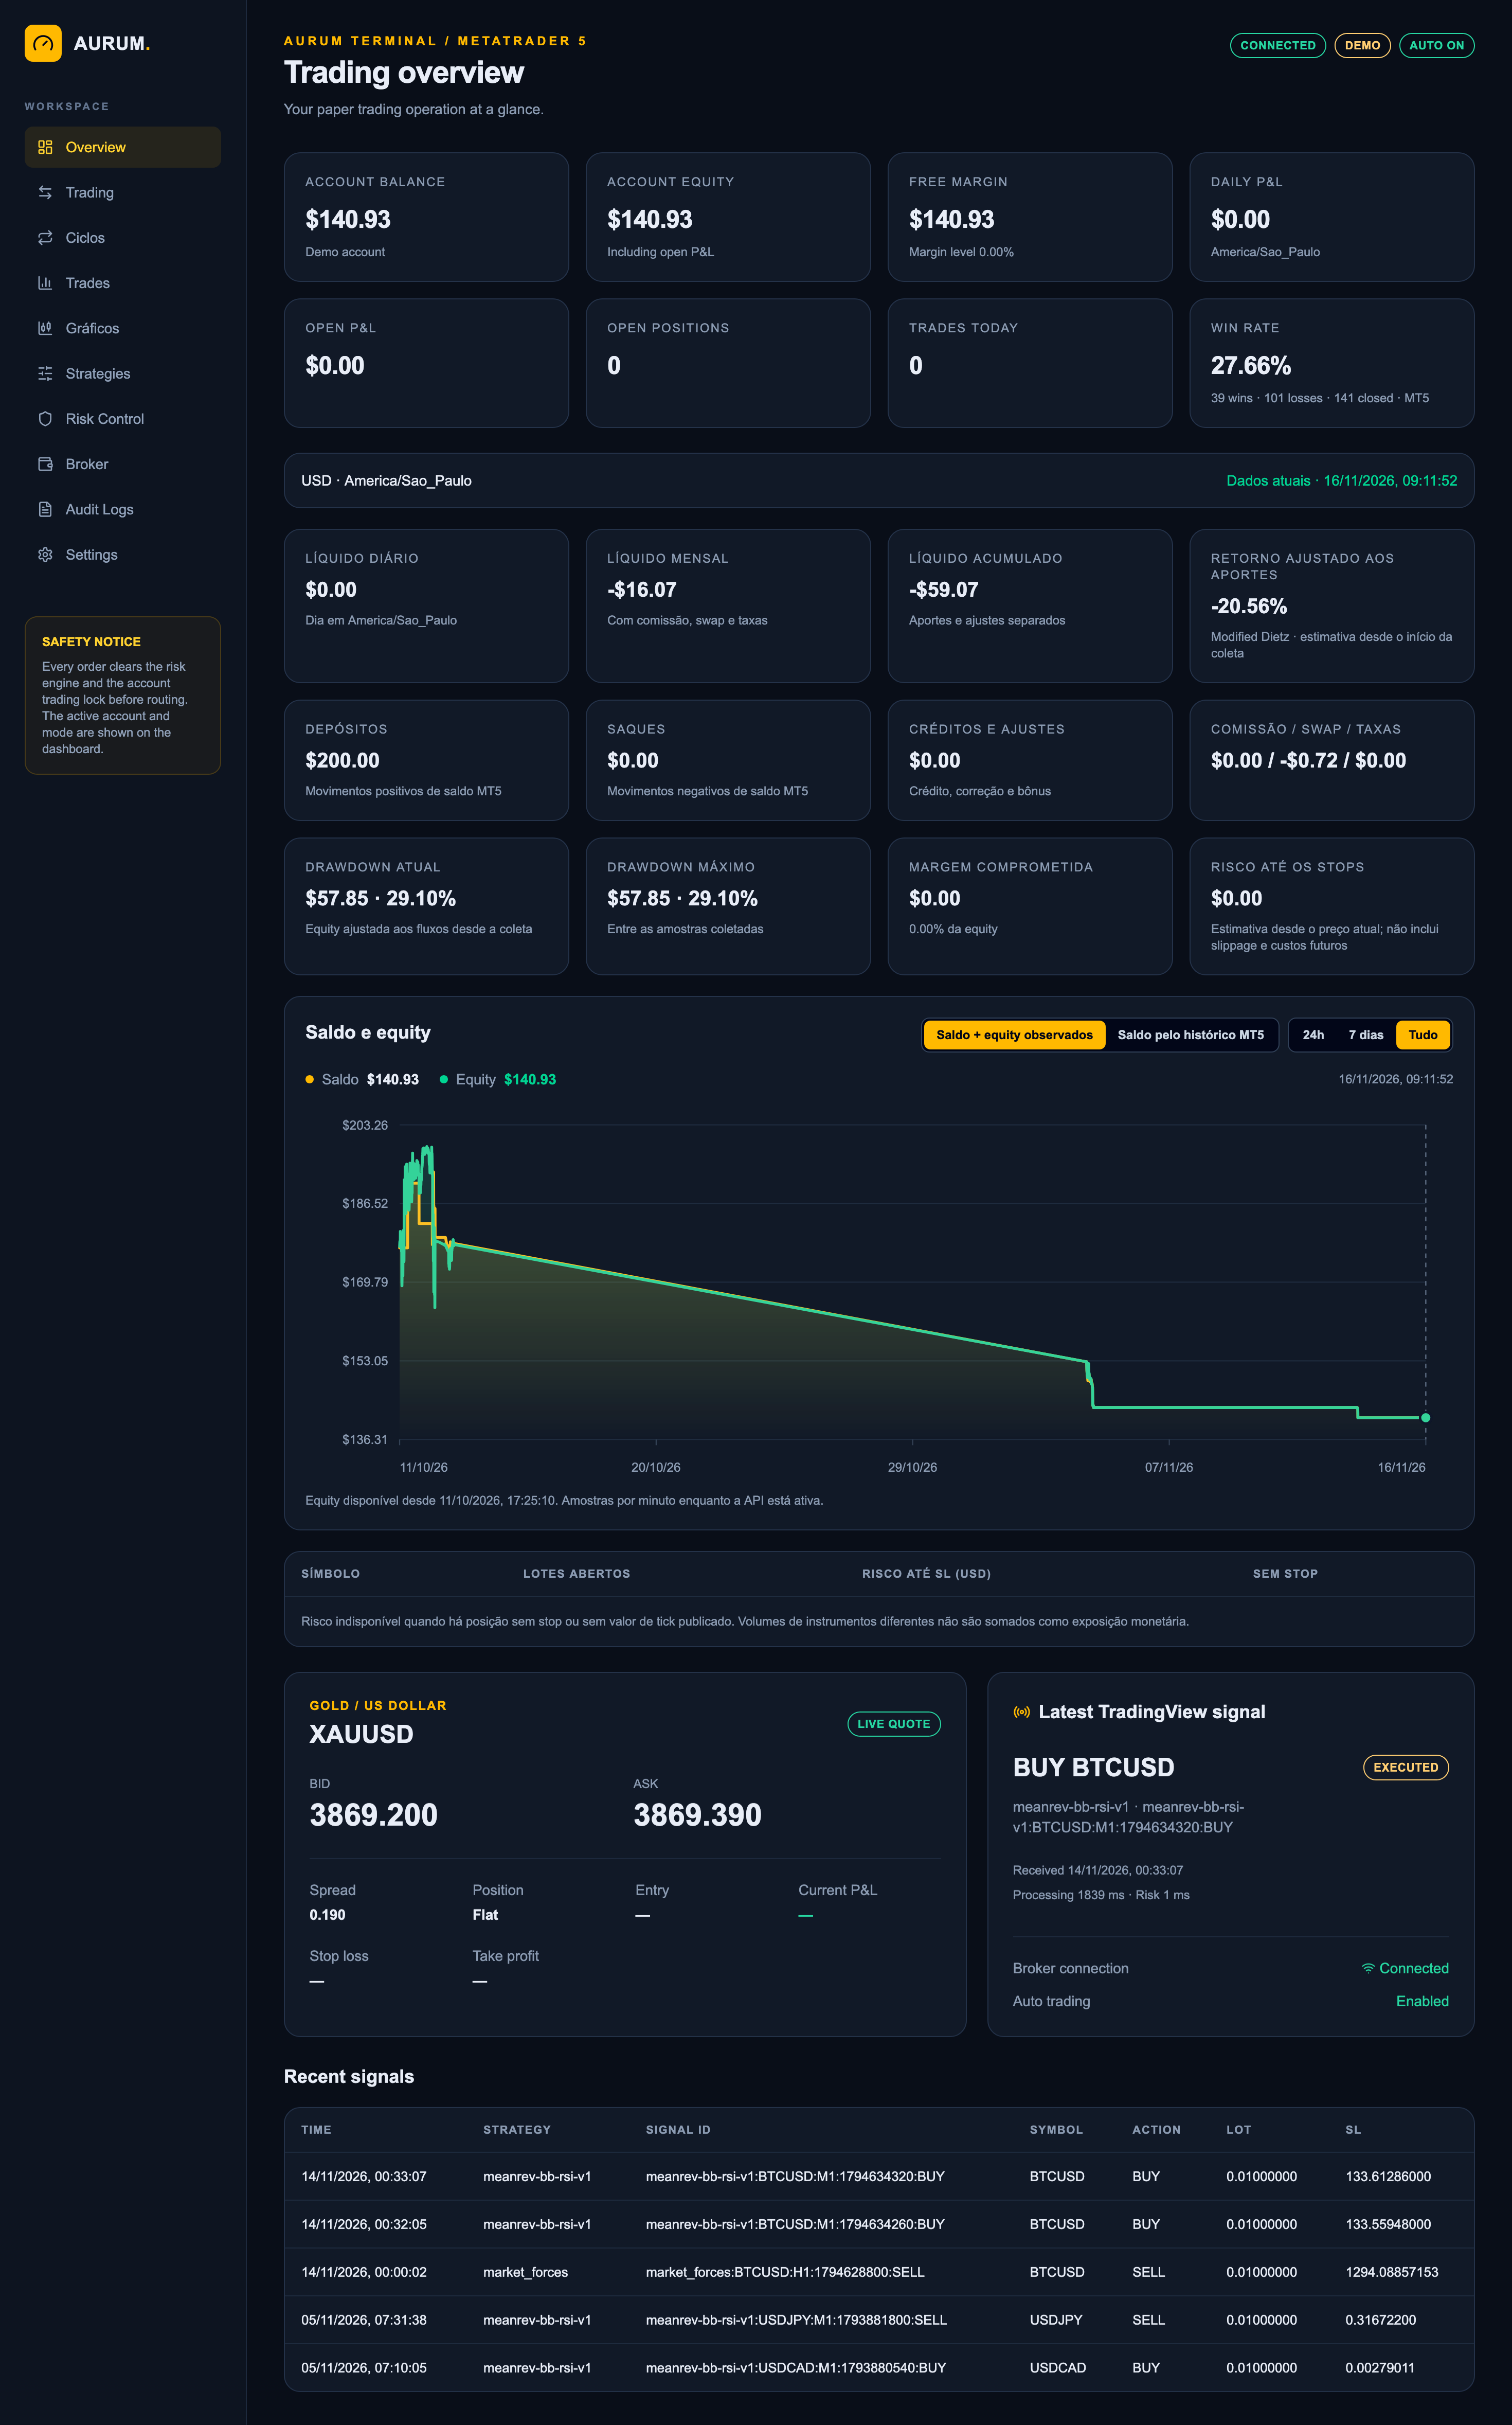 AURUM.
WORKSPACE
Overview
Trading
Ciclos
Trades
Gráficos
Strategies
Risk Control
Broker
Audit Logs
Settings
SAFETY NOTICE
Every order clears the risk
engine and the account
trading lock before routing.
The active account and
mode are shown on the
dashboard.
AURUM TERMINAL / METATRADER 5
Trading overview
Your paper trading operation at a glance.
CONNECTED
DEMO
AUTO ON
ACCOUNT BALANCE
$140.93
Demo account
ACCOUNT EQUITY
$140.93
Including open P&L
FREE MARGIN
$140.93
Margin level 0.00%
DAILY P&L
$0.00
America/Sao_Paulo
OPEN P&L
$0.00
OPEN POSITIONS
0
TRADES TODAY
0
WIN RATE
27.66%
39 wins · 101 losses · 141 closed · MT5
USD · America/Sao_Paulo
Dados atuais · 16/11/2026, 09:11:52
LÍQUIDO DIÁRIO
$0.00
Dia em America/Sao_Paulo
LÍQUIDO MENSAL
-$16.07
Com comissão, swap e taxas
LÍQUIDO ACUMULADO
-$59.07
Aportes e ajustes separados
RETORNO AJUSTADO AOS
APORTES
-20.56%
Modified Dietz · estimativa desde o início da
coleta
DEPÓSITOS
$200.00
Movimentos positivos de saldo MT5
SAQUES
$0.00
Movimentos negativos de saldo MT5
CRÉDITOS E AJUSTES
$0.00
Crédito, correção e bônus
COMISSÃO / SWAP / TAXAS
$0.00 / -$0.72 / $0.00
DRAWDOWN ATUAL
$57.85 · 29.10%
Equity ajustada aos fluxos desde a coleta
DRAWDOWN MÁXIMO
$57.85 · 29.10%
Entre as amostras coletadas
MARGEM COMPROMETIDA
$0.00
0.00% da equity
RISCO ATÉ OS STOPS
$0.00
Estimativa desde o preço atual; não inclui
slippage e custos futuros
Saldo e equity
Saldo + equity observados
Saldo pelo histórico MT5
24h
7 dias
Tudo
Saldo $140.93
Equity $140.93
16/11/2026, 09:11:52
$203.26
$186.52
$169.79
$153.05
$136.31
11/10/26
20/10/26
29/10/26
07/11/26
16/11/26
Equity disponível desde 11/10/2026, 17:25:10. Amostras por minuto enquanto a API está ativa.
SÍMBOLO LOTES ABERTOS RISCO ATÉ SL (USD) SEM STOP
Risco indisponível quando há posição sem stop ou sem valor de tick publicado. Volumes de instrumentos diferentes não são somados como exposição monetária.
GOLD / US DOLLAR
XAUUSD
LIVE QUOTE
BID
3869.200
ASK
3869.390
Spread
0.190
Position
Flat
Entry
—
Current P&L
—
Stop loss
—
Take profit
—
Latest TradingView signal
BUY BTCUSD
EXECUTED
meanrev-bb-rsi-v1 · meanrev-bb-rsi-
v1:BTCUSD:M1:1794634320:BUY
Received 14/11/2026, 00:33:07
Processing 1839 ms · Risk 1 ms
Broker connection Connected
Auto trading Enabled
Recent signals
TIME STRATEGY SIGNAL ID SYMBOL ACTION LOT SL
14/11/2026, 00:33:07 meanrev-bb-rsi-v1 meanrev-bb-rsi-v1:BTCUSD:M1:1794634320:BUY BTCUSD BUY 0.01000000 133.61286000
14/11/2026, 00:32:05 meanrev-bb-rsi-v1 meanrev-bb-rsi-v1:BTCUSD:M1:1794634260:BUY BTCUSD BUY 0.01000000 133.55948000
14/11/2026, 00:00:02 market_forces market_forces:BTCUSD:H1:1794628800:SELL BTCUSD SELL 0.01000000 1294.08857153
05/11/2026, 07:31:38 meanrev-bb-rsi-v1 meanrev-bb-rsi-v1:USDJPY:M1:1793881800:SELL USDJPY SELL 0.01000000 0.31672200
05/11/2026, 07:10:05 meanrev-bb-rsi-v1 meanrev-bb-rsi-v1:USDCAD:M1:1793880540:BUY USDCAD BUY 0.01000000 0.00279011